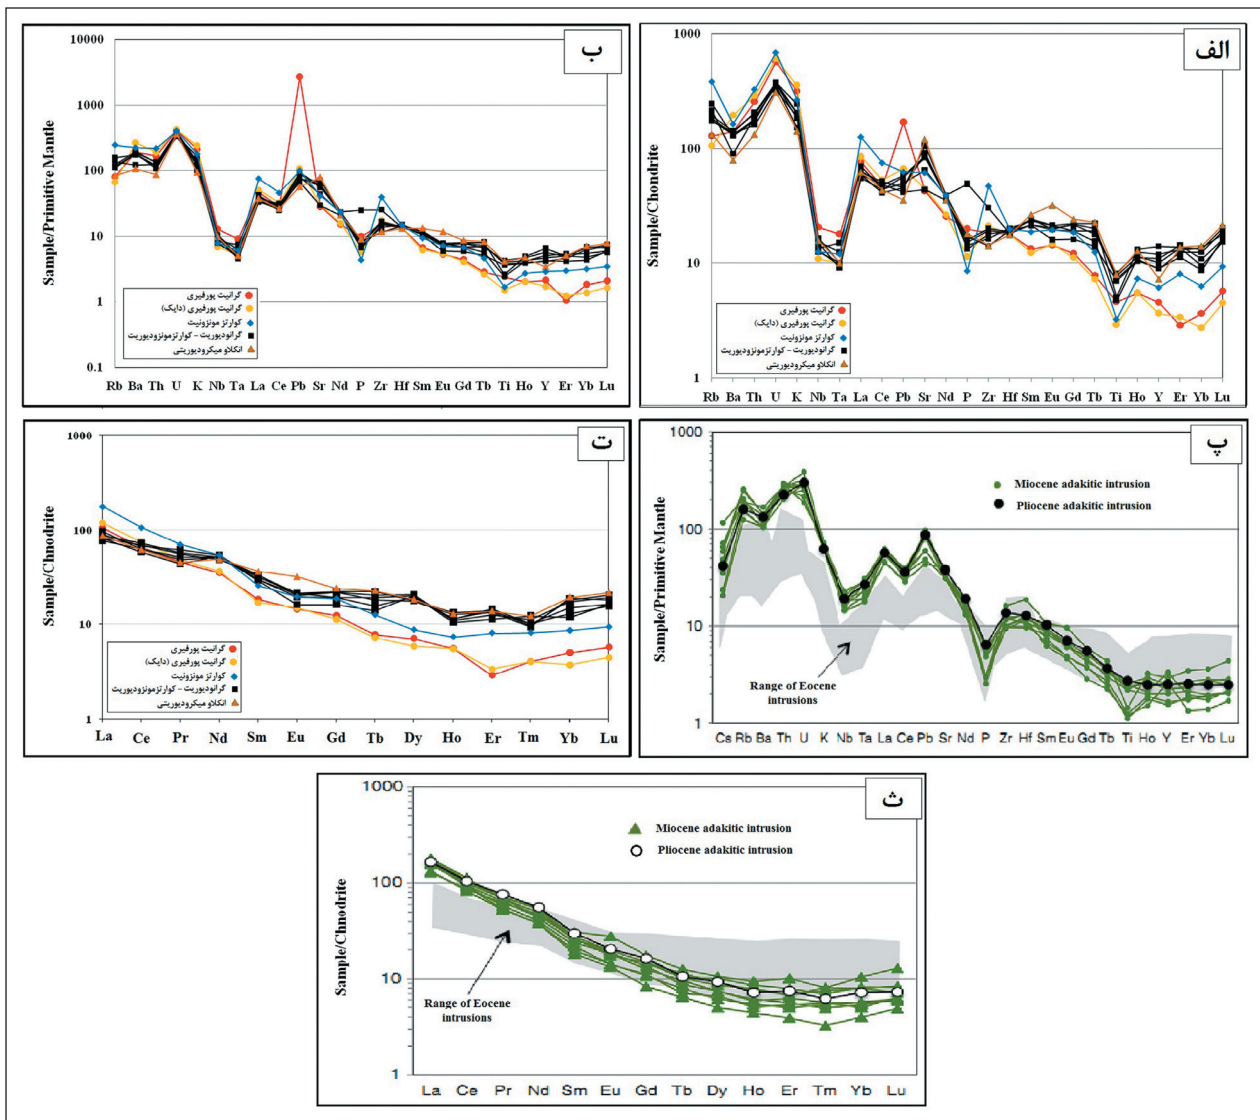 الف
Sample/Chondrite
1000
100
10
1
گرانیت پورفیری
گرانیت پورفیری (دایک)
کوارتز مونزونیت
گرانودیوریت - کوارتزمونزودیوریت
انکلاو میکرودیوریتی
Rb Ba Th U K Nb Ta La Ce Pb Sr Nd P Zr Hf Sm Eu Gd Tb Ti Ho Y Er Yb Lu
ب
Sample/Primitive Mantle
10000
1000
100
10
1
0.1
گرانیت پورفیری
گرانیت پورفیری (دایک)
کوارتز مونزونیت
گرانودیوریت - کوارتزمونزودیوریت
انکلاو میکرودیوریتی
Rb Ba Th U K Nb Ta La Ce Pb Sr Nd P Zr Hf Sm Eu Gd Tb Ti Ho Y Er Yb Lu
پ
Sample/Primitive Mantle
1000
100
10
1
Miocene adakitic intrusion
Pliocene adakitic intrusion
Range of Eocene
intrusions
Cs Rb Ba Th U K Nb Ta La Ce Pb Sr Nd P Zr Hf Sm Eu Gd Tb Ti Ho Y Er Yb Lu
ت
Sample/Chnodrite
1000
100
10
1
گرانیت پورفیری
گرانیت پورفیری (دایک)
کوارتز مونزونیت
گرانودیوریت - کوارتزمونزودیوریت
انکلاو میکرودیوریتی
La Ce Pr Nd Sm Eu Gd Tb Dy Ho Er Tm Yb Lu
ث
Sample/Chnodrite
1000
100
10
1
Miocene adakitic intrusion
Pliocene adakitic intrusion
Range of Eocene
intrusions
La Ce Pr Nd Sm Eu Gd Tb Dy Ho Er Tm Yb Lu